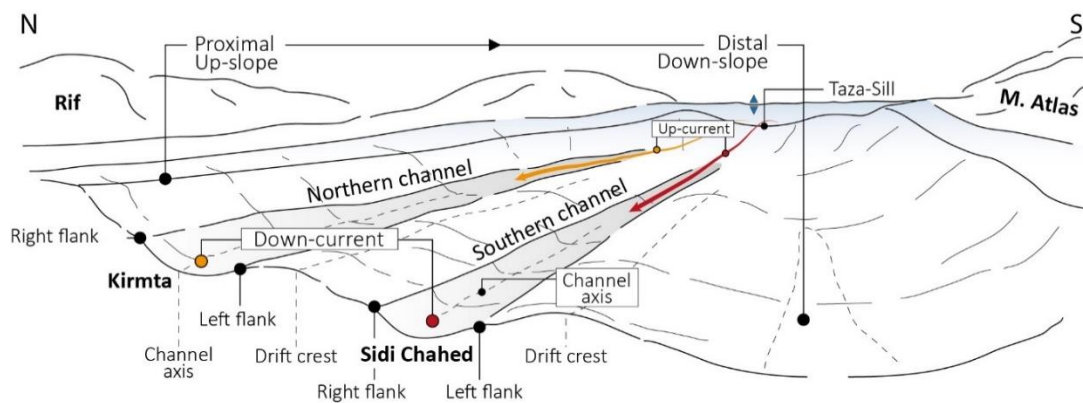 N
S
Proximal
Up-slope
Distal
Down-slope
Taza-Sill
Rif
M. Atlas
Up-current
Northern channel
Southern channel
Right flank
Down-current
Kirmta
Channel
axis
Left flank
Sidi Chahed
Channel
axis
Drift crest
Drift crest
Right flank
Left flank